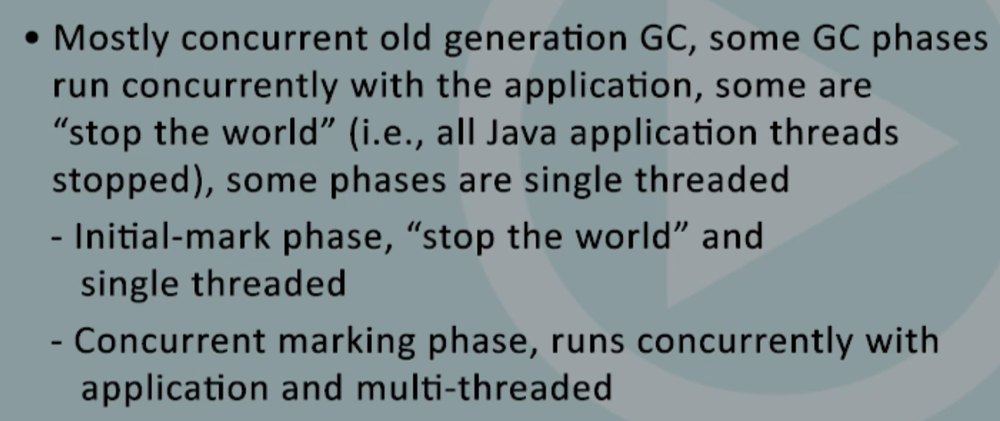 • Mostly concurrent old generation GC, some GC phases
run concurrently with the application, some are
“stop the world” (i.e., all Java application threads
stopped), some phases are single threaded
- Initial-mark phase, “stop the world” and
single threaded
- Concurrent marking phase, runs concurrently with
application and multi-threaded